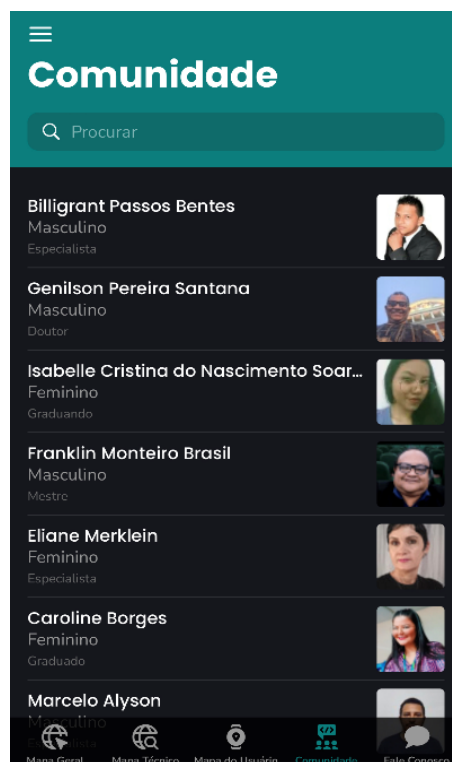 Comunidade
Procurar
Billigrant Passos Bentes
Masculino
Especialista
Genilson Pereira Santana
Masculino
Doutor
Isabelle Cristina do Nascimento Soar...
Feminino
Graduando
Franklin Monteiro Brasil
Masculino
Mestre
Eliane Merklein
Feminino
Especialista
Caroline Borges
Feminino
Graduado
Marcelo Alyson
Masculino
Especialista
Mapa Geral
Mapa Técnico
Mapa do Usuário
Comunidade
Fale Conosco